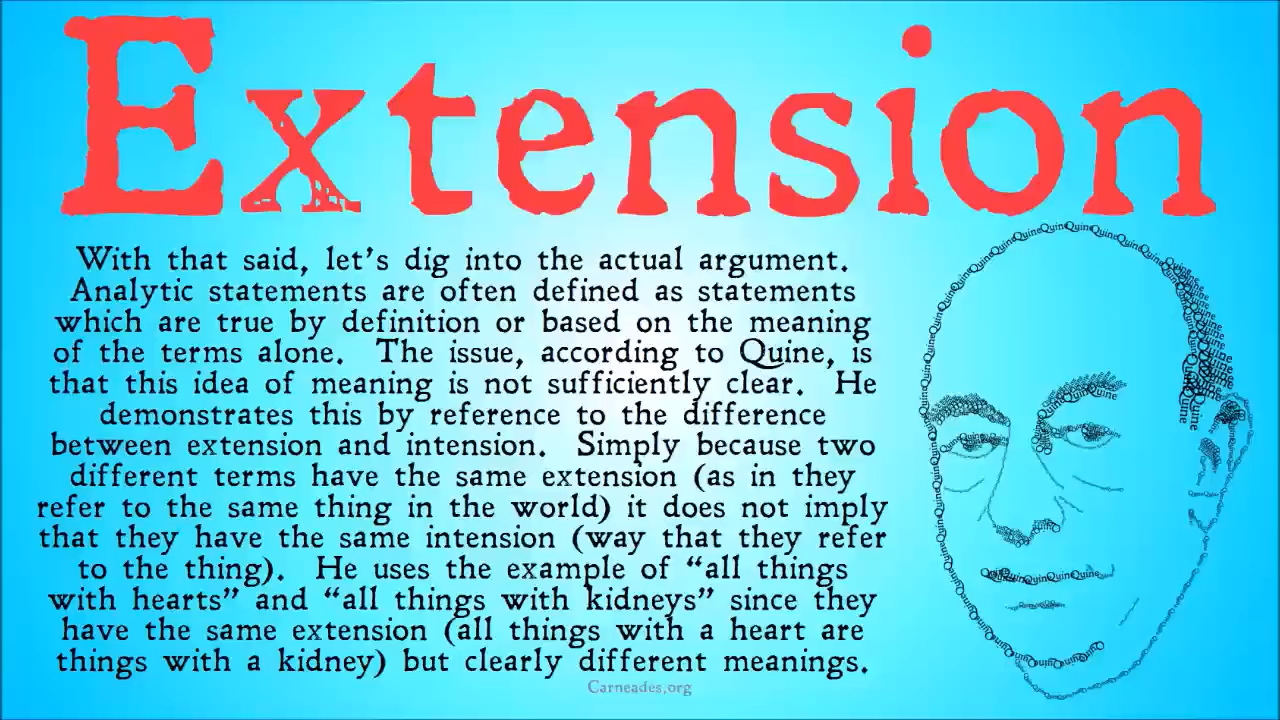 Extension
With that said, let's dig into the actual argument.
Analytic statements are often defined as statements
which are true by definition or based on the meaning
of the terms alone.  The issue, according to Quine, is
that this idea of meaning is not sufficiently clear.  He
demonstrates this by reference to the difference
between extension and intension.  Simply because two
different terms have the same extension (as in they
refer to the same thing in the world) it does not imply
that they have the same intension (way that they refer
to the thing).  He uses the example of “all things
with hearts” and “all things with kidneys” since they
have the same extension (all things with a heart are
things with a kidney) but clearly different meanings.
Carneades.org